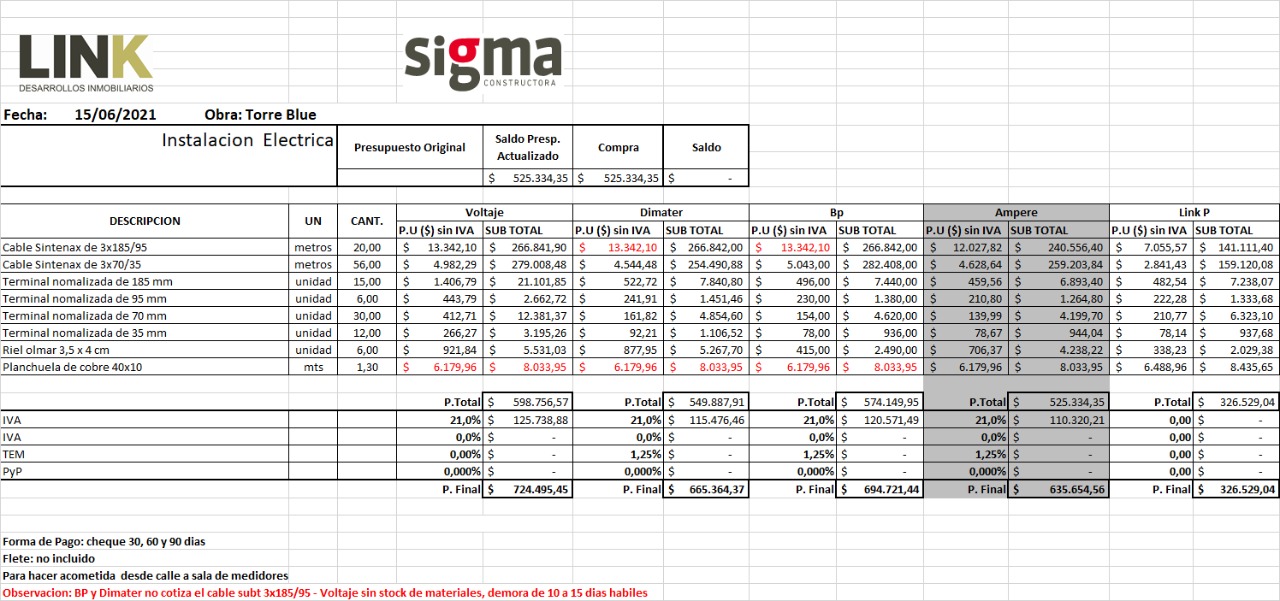 LINK
DESARROLLOS INMOBILIARIOS
sigma
CONSTRUCTORA
Fecha: 15/06/2021 Obra: Torre Blue
Instalacion Electrica Presupuesto Original Saldo Presp. Actualizado Compra Saldo
$ 525.334,35 $ 525.334,35 $ -
DESCRIPCION UN CANT. Voltaje Dimater Bp Ampere Link P
P.U ($) sin IVA SUB TOTAL P.U ($) sin IVA SUB TOTAL P.U ($) sin IVA SUB TOTAL P.U ($) sin IVA SUB TOTAL P.U ($) sin IVA SUB TOTAL
Cable Sintenax de 3x185/95 metros 20,00 $ 13.342,10 $ 266.841,90 $ 13.342,10 $ 266.842,00 $ 13.342,10 $ 266.842,00 $ 12.027,82 $ 240.556,40 $ 7.055,57 $ 141.111,40
Cable Sintenax de 3x70/35 metros 56,00 $ 4.982,29 $ 279.008,48 $ 4.544,48 $ 254.490,88 $ 5.043,00 $ 282.408,00 $ 4.628,64 $ 259.203,84 $ 2.841,43 $ 159.120,08
Terminal nomalizada de 185 mm unidad 15,00 $ 1.406,79 $ 21.101,85 $ 522,72 $ 7.840,80 $ 496,00 $ 7.440,00 $ 459,56 $ 6.893,40 $ 482,54 $ 7.238,07
Terminal nomalizada de 95 mm unidad 6,00 $ 443,79 $ 2.662,72 $ 241,91 $ 1.451,46 $ 230,00 $ 1.380,00 $ 210,80 $ 1.264,80 $ 222,28 $ 1.333,68
Terminal nomalizada de 70 mm unidad 30,00 $ 412,71 $ 12.381,37 $ 161,82 $ 4.854,60 $ 154,00 $ 4.620,00 $ 139,99 $ 4.199,70 $ 210,77 $ 6.323,10
Terminal nomalizada de 35 mm unidad 12,00 $ 266,27 $ 3.195,26 $ 92,21 $ 1.106,52 $ 78,00 $ 936,00 $ 78,67 $ 944,04 $ 78,14 $ 937,68
Riel olmar 3,5 x 4 cm unidad 6,00 $ 921,84 $ 5.531,03 $ 877,95 $ 5.267,70 $ 415,00 $ 2.490,00 $ 706,37 $ 4.238,22 $ 338,23 $ 2.029,38
Planchuela de cobre 40x10 mts 1,30 $ 6.179,96 $ 8.033,95 $ 6.179,96 $ 8.033,95 $ 6.179,96 $ 8.033,95 $ 6.179,96 $ 8.033,95 $ 6.488,96 $ 8.435,65
P.Total $ 598.756,57 P.Total $ 549.887,91 P.Total $ 574.149,95 P.Total $ 525.334,35 P.Total $ 326.529,04
IVA 21,0% $ 125.738,88 21,0% $ 115.476,46 21,0% $ 120.571,49 21,0% $ 110.320,21 0,00 $ -
IVA 0,0% $ - 0,0% $ - 0,0% $ - 0,0% $ - 0,00 $ -
TEM 0,00% $ - 1,25% $ - 1,25% $ - 1,25% $ - 0,00 $ -
PyP 0,000% $ - 0,000% $ - 0,000% $ - 0,000% $ - 0,00 $ -
P. Final $ 724.495,45 P. Final $ 665.364,37 P. Final $ 694.721,44 P. Final $ 635.654,56 P. Final $ 326.529,04
Forma de Pago: cheque 30, 60 y 90 dias
Flete: no incluido
Para hacer acometida desde calle a sala de medidores
Observacion: BP y Dimater no cotiza el cable subt 3x185/95 - Voltaje sin stock de materiales, demora de 10 a 15 dias habiles